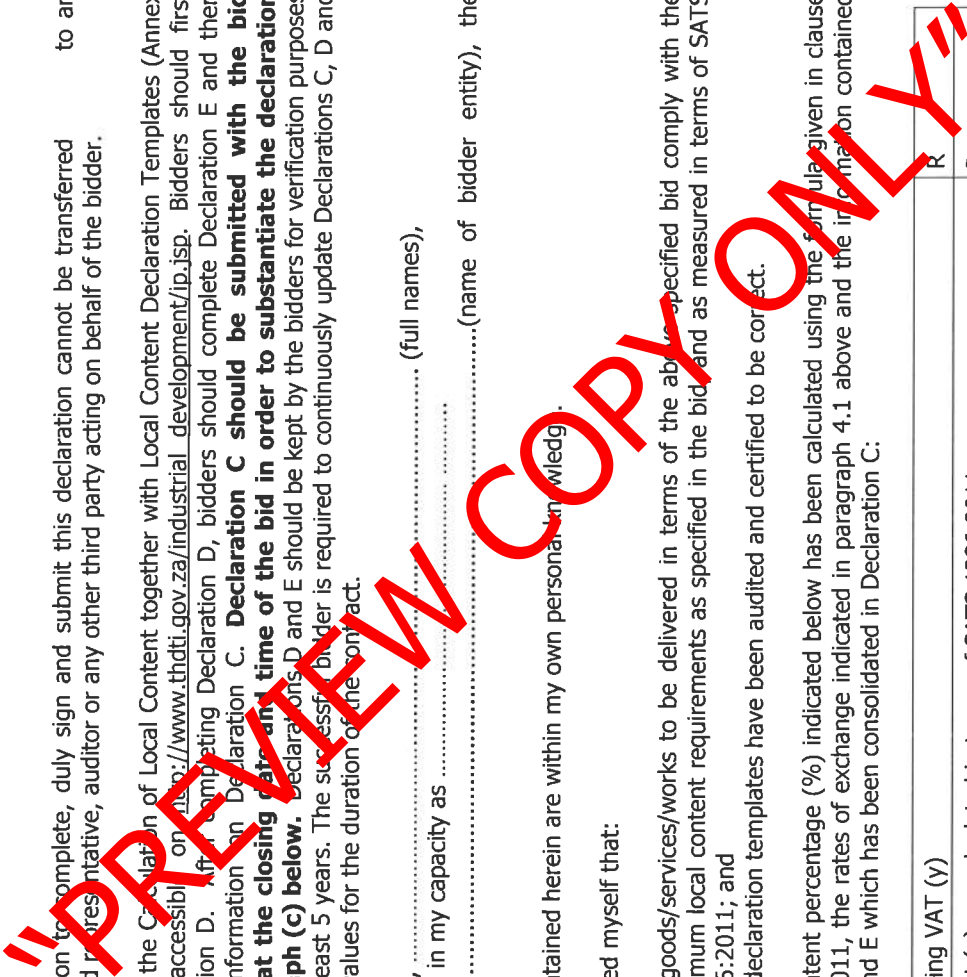 on to complete, duly sign and submit this declaration cannot be transferred to an
d representative, auditor or any other third party acting on behalf of the bidder.
the Calculation of Local Content together with Local Content Declaration Templates (Annex
accessible on http://www.thdti.gov.za/industrial development/ip.jsp. Bidders should first
ion D. After completing Declaration D, bidders should complete Declaration E and then
nformation on Declaration C. Declaration C should be submitted with the bid
at the closing date and time of the bid in order to substantiate the declaration
ph (c) below. Declarations D and E should be kept by the bidders for verification purposes
east 5 years. The successful bidder is required to continuously update Declarations C, D and
alues for the duration of the contract.
, ........................................ (full names),
in my capacity as ........................................
........................................(name of bidder entity), the
tained herein are within my own personal knowledge.
ed myself that:
goods/services/works to be delivered in terms of the above-specified bid comply with the
mum local content requirements as specified in the bid, and as measured in terms of SATS
5:2011; and
declaration templates have been audited and certified to be correct.
tent percentage (%) indicated below has been calculated using the formula given in clause
011, the rates of exchange indicated in paragraph 4.1 above and the information contained
nd E which has been consolidated in Declaration C:
ng VAT (y) R
"PREVIEW COPY ONLY"